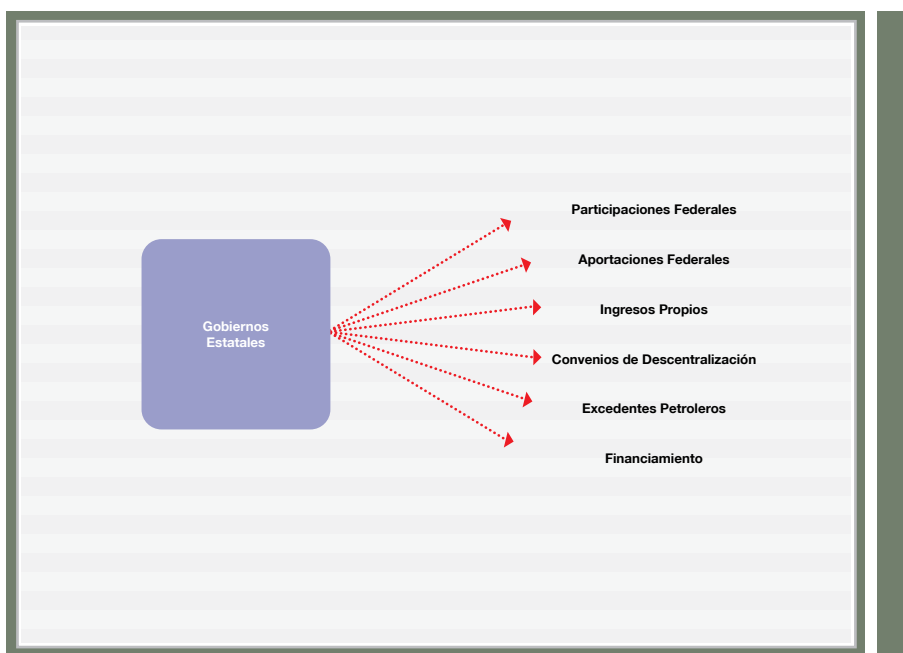 Participaciones Federales
Aportaciones Federales
Ingresos Propios
Gobiernos
Estatales
Convenios de Descentralización
Excedentes Petroleros
Financiamiento